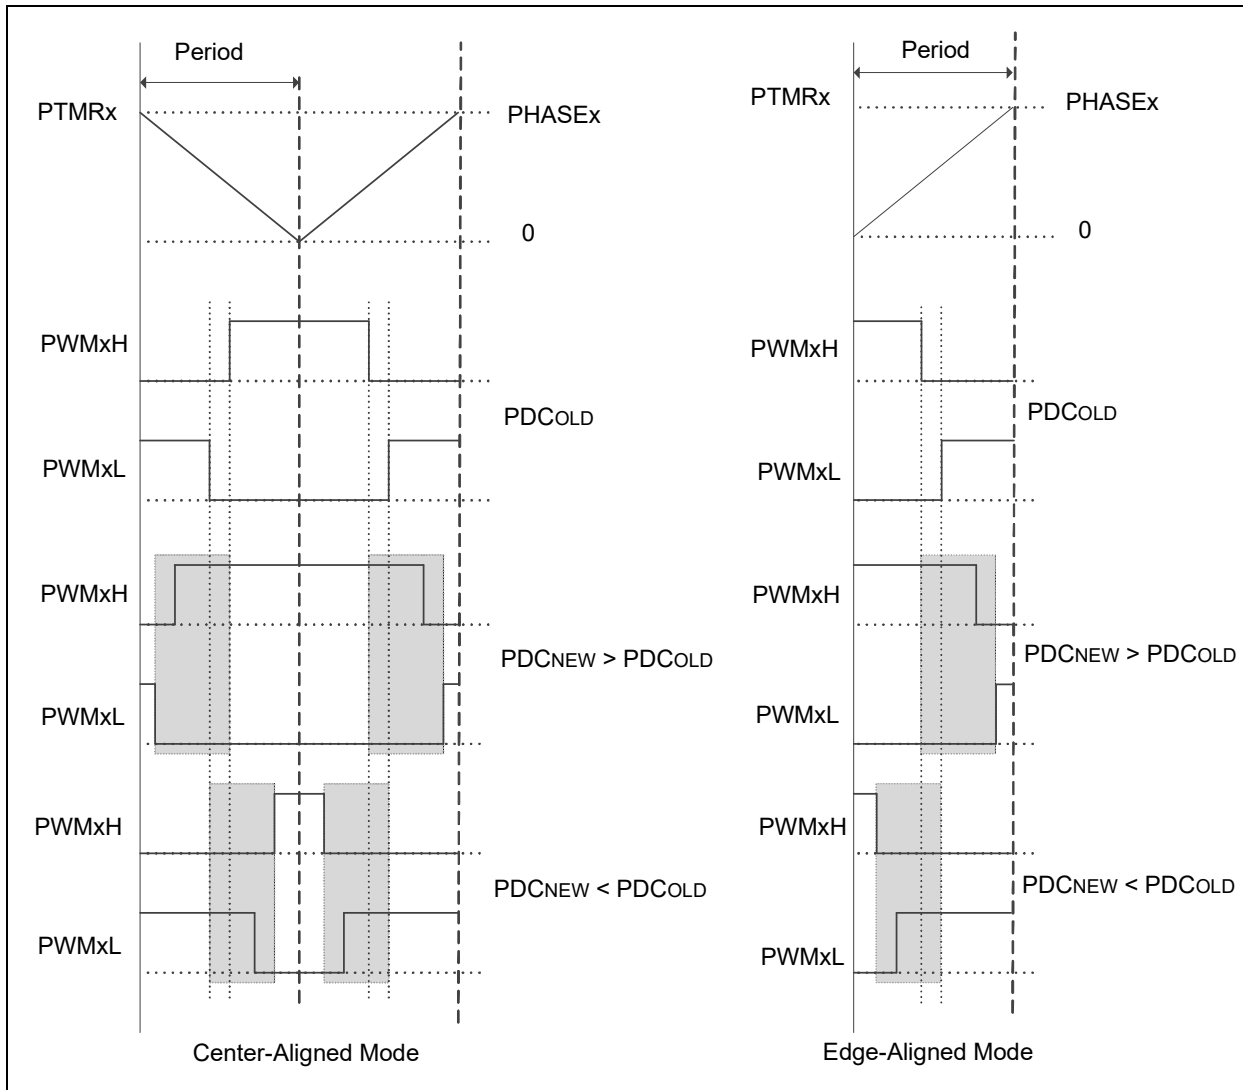 Period
PTMRx
PHASEx
0
PWMxH
PDCOLD
PWMxL
PWMxH
PDCNEW > PDCOLD
PWMxL
PWMxH
PDCNEW < PDCOLD
PWMxL
Center-Aligned Mode
Period
PTMRx
PHASEx
0
PWMxH
PDCOLD
PWMxL
PWMxH
PDCNEW > PDCOLD
PWMxL
PWMxH
PDCNEW < PDCOLD
PWMxL
Edge-Aligned Mode